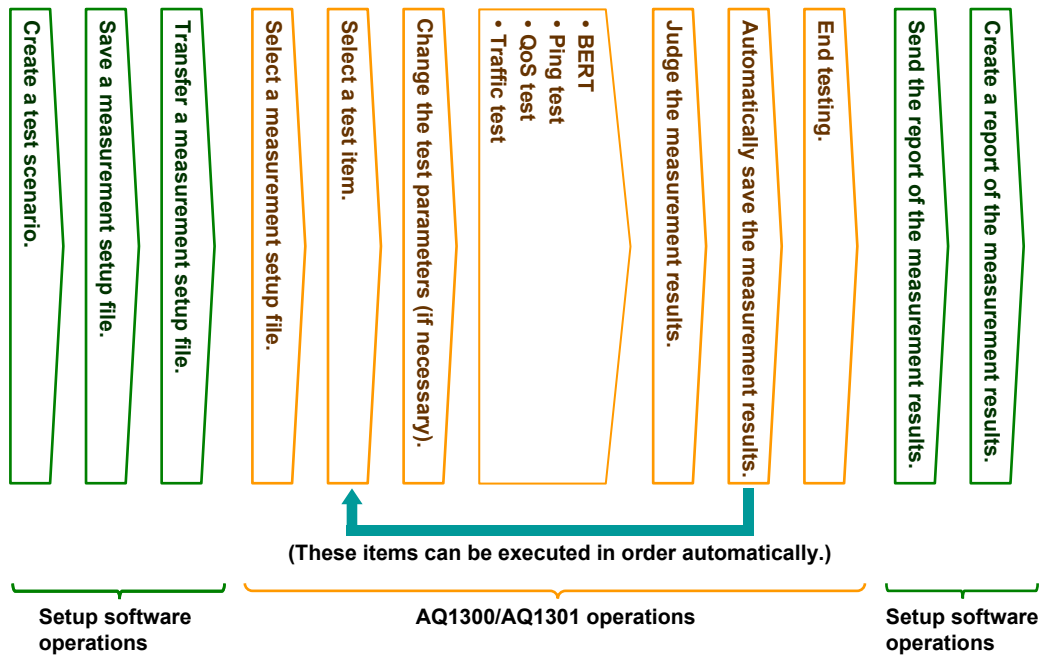 Create a test scenario.
Save a measurement setup file.
Transfer a measurement setup file.
Select a measurement setup file.
Select a test item.
Change the test parameters (if necessary).
• BERT
• Ping test
• QoS test
• Traffic test
Judge the measurement results.
Automatically save the measurement results.
End testing.
Send the report of the measurement results.
Create a report of the measurement results.
(These items can be executed in order automatically.)
Setup software
operations
AQ1300/AQ1301 operations
Setup software
operations